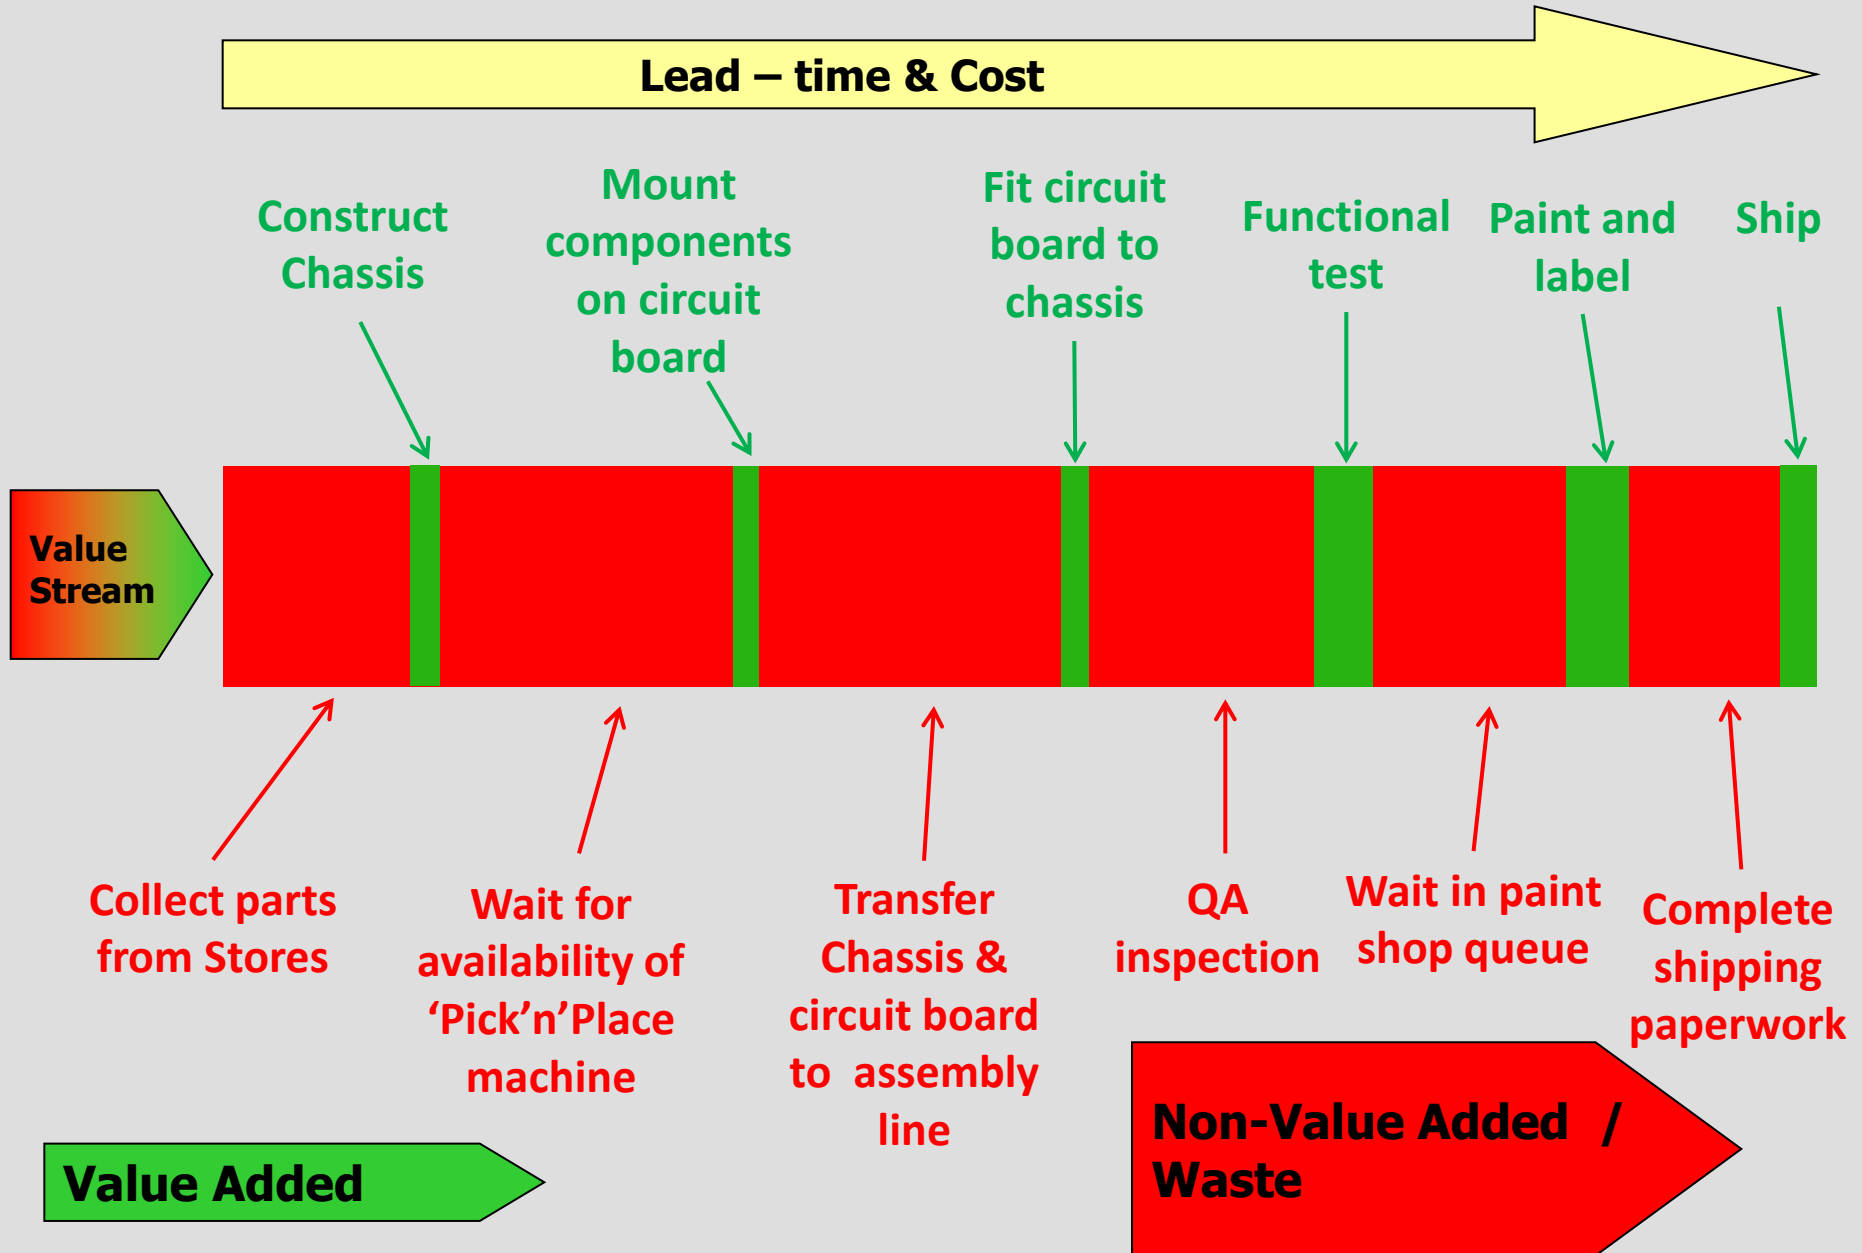 Lead – time & Cost
Construct
Chassis
Mount
components
on circuit
board
Fit circuit
board to
chassis
Functional
test
Paint and
label
Ship
Value
Stream
Collect parts
from Stores
Wait for
availability of
‘Pick’n’Place
machine
Transfer
Chassis &
circuit board
to  assembly
line
QA
inspection
Wait in paint
shop queue
Complete
shipping
paperwork
Value Added
Non-Value Added  /
Waste